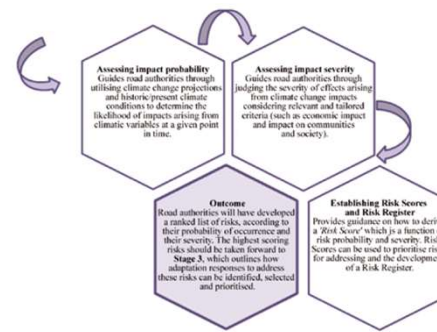 Assessing impact probability
Guides road authorities through
utilising climate change projections
and historic/present climate
conditions to determine the
likelihood of impacts arising from
climatic variables at a given point
in time.
Assessing impact severity
Guides road authorities through
judging the severity of effects arising
from climate change impacts
considering relevant and tailored
criteria (such as economic impact
and impact on communities
and society).
Outcome
Road authorities will have developed
a ranked list of risks, according to
their probability of occurrence and
their severity. The highest scoring
risks should be taken forward to
Stage 3, which outlines how
adaptation responses to address
these risks can be identified, selected
and prioritised.
Establishing Risk Scores
and Risk Register
Provides guidance on how to
a 'Risk Score' which is a function
risk probability and severity.
Scores can be used to prioritise
for addressing and the
of a Risk Register.